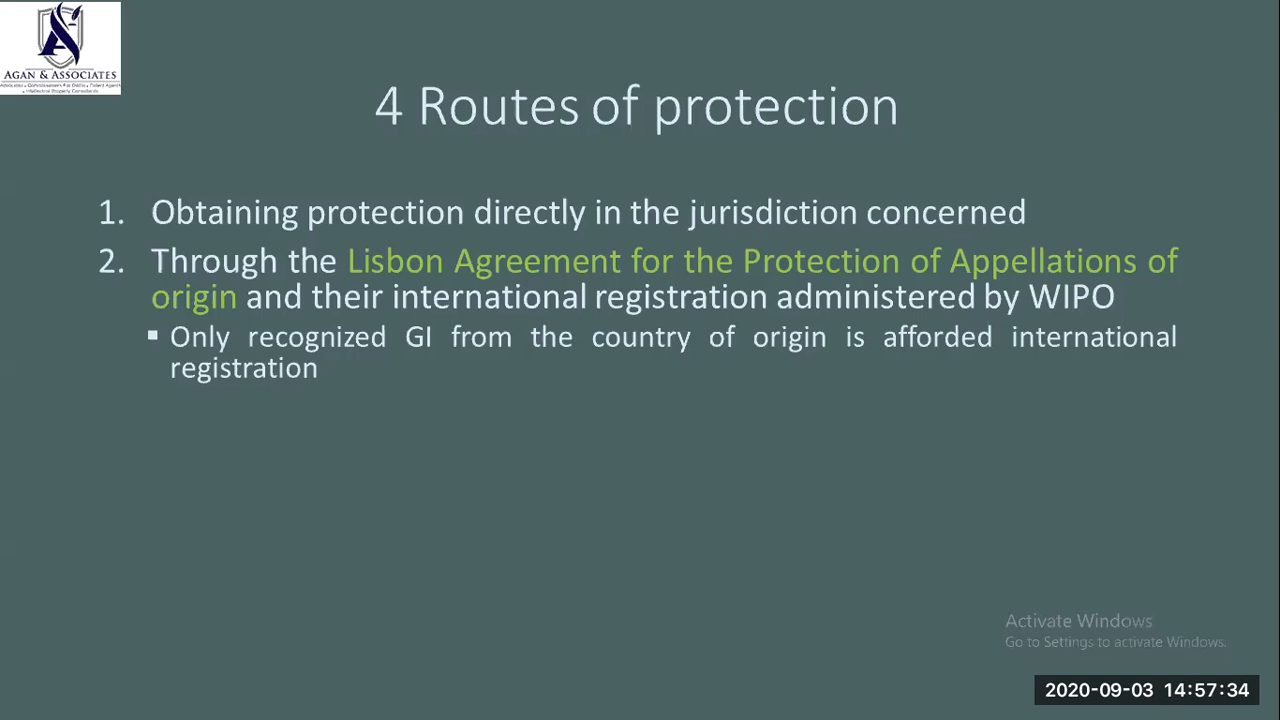 AGAN & ASSOCIATES
4 Routes of protection
1. Obtaining protection directly in the jurisdiction concerned
2. Through the Lisbon Agreement for the Protection of Appellations of
origin and their international registration administered by WIPO
▪ Only recognized GI from the country of origin is afforded international
registration
Activate Windows
Go to Settings to activate Windows.
2020-09-03 14:57:34